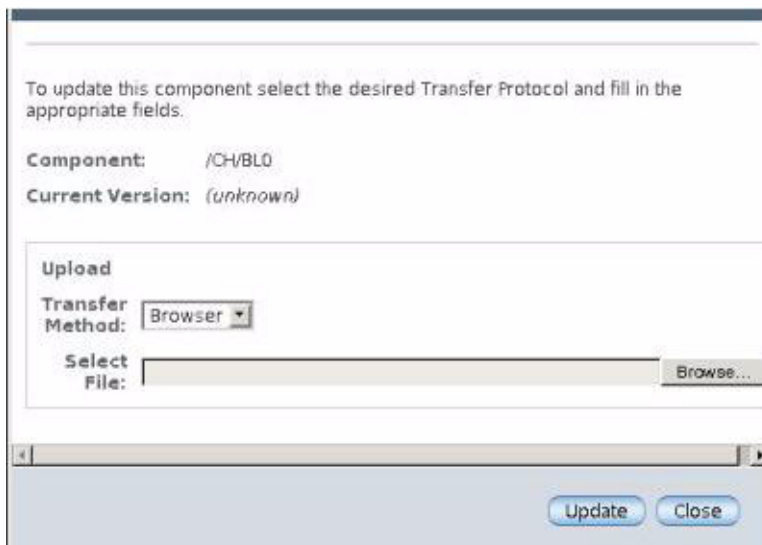 To update this component select the desired Transfer Protocol and fill in the
appropriate fields.
Component: /CH/BL0
Current Version: (unknown)
Upload
Transfer Method: Browser
Select File: Browse...
Update Close